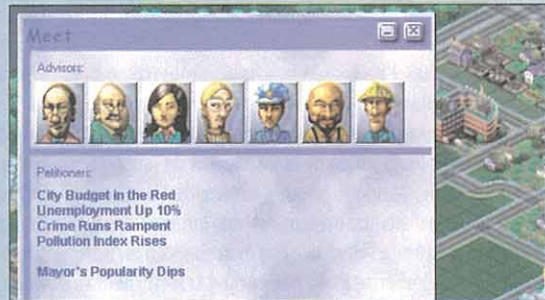 Meet
Advisors:
Petitioners:
City Budget in the Red
Unemployment Up 10%
Crime Runs Rampent
Pollution Index Rises
Mayor's Popularity Dips